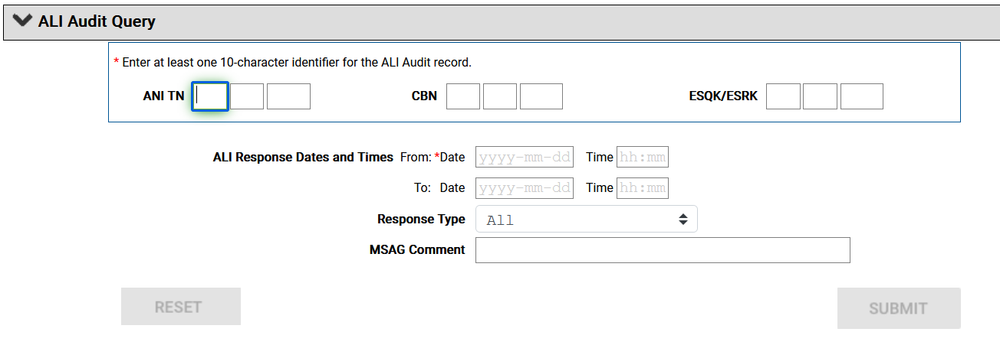 ALI Audit Query
* Enter at least one 10-character identifier for the ALI Audit record.
ANI TN CBN ESQK/ESRK
ALI Response Dates and Times From: *Date yyyy-mm-dd Time hh:mm
To: Date yyyy-mm-dd Time hh:mm
Response Type All
MSAG Comment
RESET SUBMIT